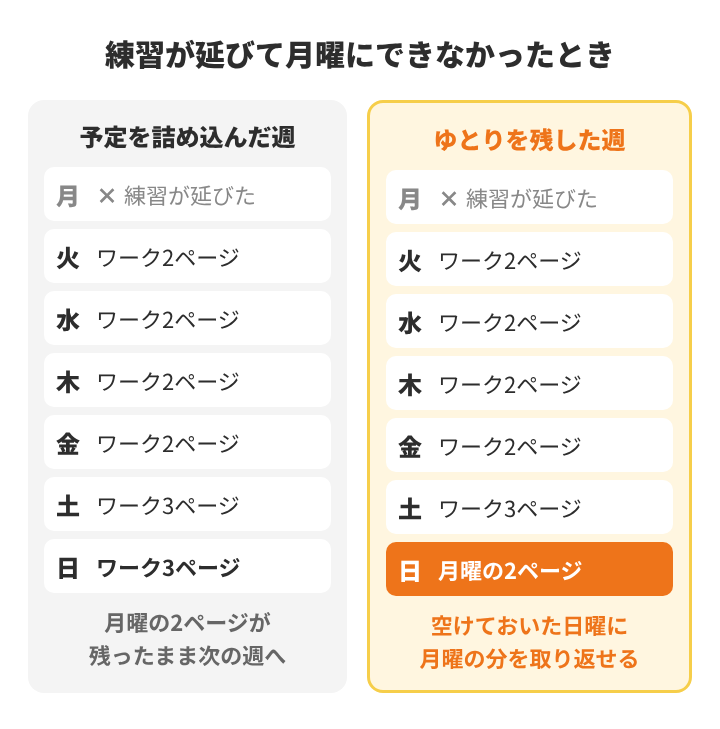 練習が延びて月曜にできなかったとき
予定を詰め込んだ週
月 × 練習が延びた
火 ワーク2ページ
水 ワーク2ページ
木 ワーク2ページ
金 ワーク2ページ
土 ワーク3ページ
日 ワーク3ページ
月曜の2ページが
残ったまま次の週へ
ゆとりを残した週
月 × 練習が延びた
火 ワーク2ページ
水 ワーク2ページ
木 ワーク2ページ
金 ワーク2ページ
土 ワーク3ページ
日 月曜の2ページ
空けておいた日曜に
月曜の分を取り返せる